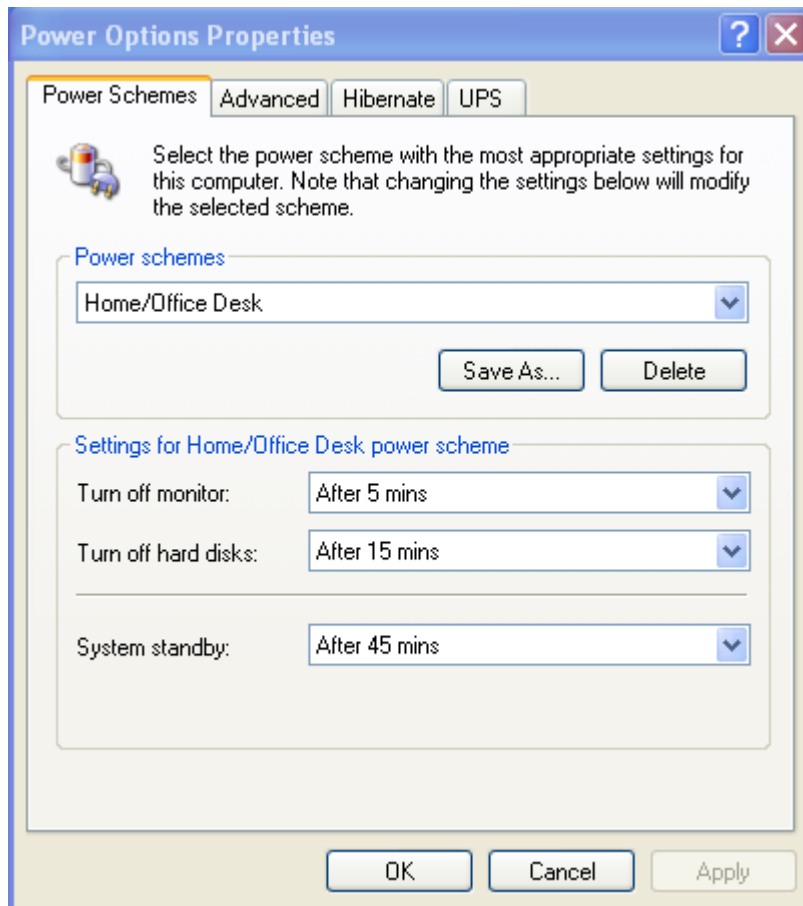 Power Options Properties
Power Schemes Advanced Hibernate UPS
Select the power scheme with the most appropriate settings for
this computer. Note that changing the settings below will modify
the selected scheme.
Power schemes
Home/Office Desk
Save As... Delete
Settings for Home/Office Desk power scheme
Turn off monitor: After 5 mins
Turn off hard disks: After 15 mins
System standby: After 45 mins
OK Cancel Apply